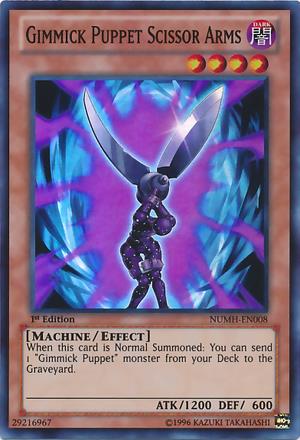 GIMMICK PUPPET SCISSOR ARMS
DARK
闇
1st Edition
NUMH-EN008
[MACHINE/EFFECT]
When this card is Normal Summoned: You can send
1 "Gimmick Puppet" monster from your Deck to the
Graveyard.
ATK/1200 DEF/ 600
29216967
©1996 KAZUKI TAKAHASHI